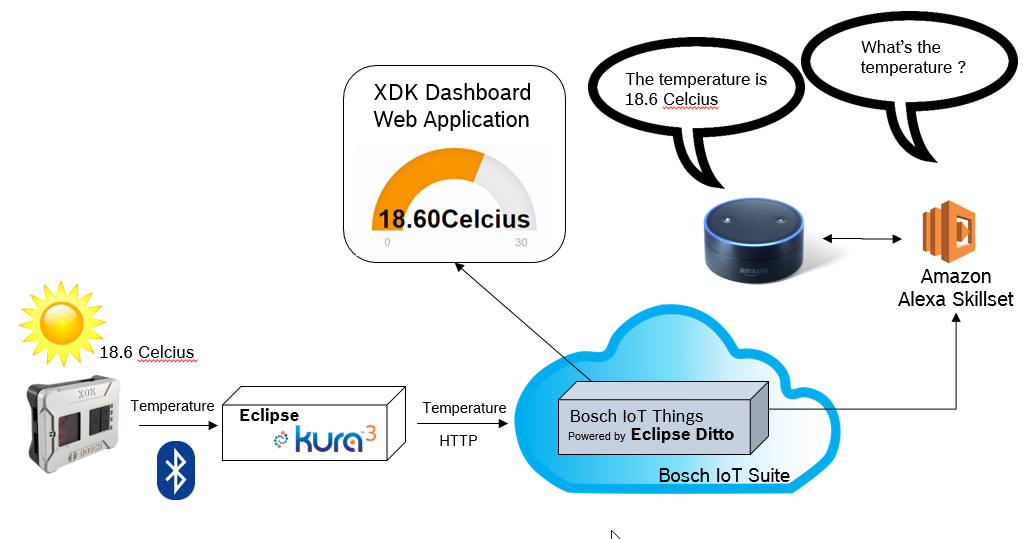 What's the
temperature ?
The temperature is
18.6 Celcius
XDK Dashboard
Web Application
18.60Celcius
0
30
amazon
Amazon
Alexa Skillset
18.6 Celcius
XDK
BOSCH
Temperature
Eclipse
kura 3
Temperature
HTTP
Bosch IoT Things
Powered by Eclipse Ditto
Bosch IoT Suite